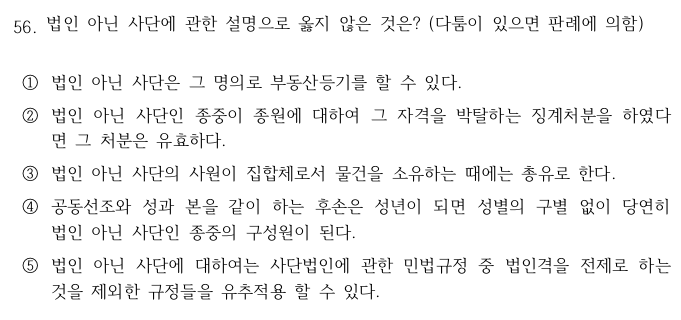 56. 법인 아닌 사단에 관한 설명으로 옳지 않은 것은? (다툼이 있으면 판례에 의함)
① 법인 아닌 사단은 그 명의로 부동산등기를 할 수 있다.
② 법인 아닌 사단인 종중이 종원에 대하여 그 자격을 박탈하는 징계처분을 하였다
면 그 처분은 유효하다.
③ 법인 아닌 사단의 사원이 집합체로서 물건을 소유하는 때에는 총유로 한다.
④ 공동선조와 성과 본을 같이 하는 후손은 성년이 되면 성별의 구별 없이 당연히
법인 아닌 사단인 종중의 구성원이 된다.
⑤ 법인 아닌 사단에 대하여는 사단법인에 관한 민법규정 중 법인격을 전제로 하는
것을 제외한 규정들을 유추적용 할 수 있다.